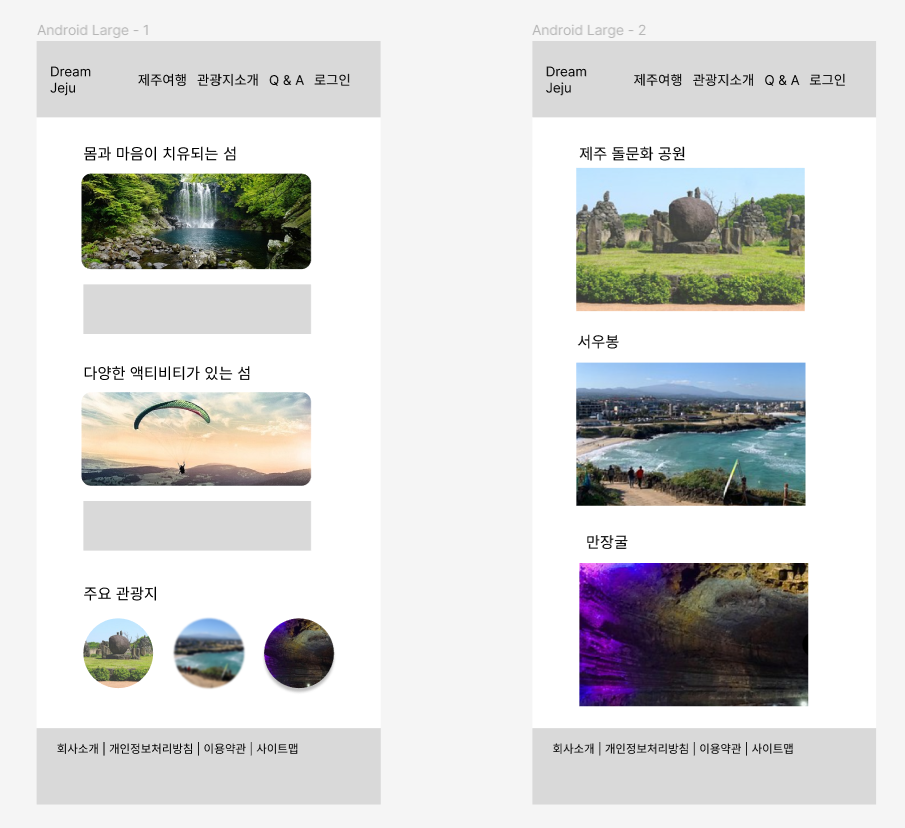 Android Large - 1
Dream
Jeju
제주여행 관광지소개 Q & A 로그인
몸과 마음이 치유되는 섬
다양한 액티비티가 있는 섬
주요 관광지
회사소개 | 개인정보처리방침 | 이용약관 | 사이트맵
Android Large - 2
Dream
Jeju
제주여행 관광지소개 Q & A 로그인
제주 돌문화 공원
서우봉
만장굴
회사소개 | 개인정보처리방침 | 이용약관 | 사이트맵